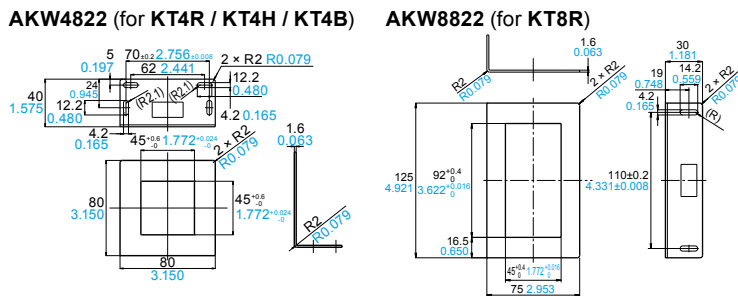 AKW4822 (for KT4R / KT4H / KT4B)
5
0.197
70±0.2 2.756±0.008
2 × R2 R0.079
62 2.441
12.2
0.480
24
0.945
40
1.575
12.2
0.480
(R2.1)
(R2.1)
4.2 0.165
4.2
0.165
45+0.6 -0 1.772+0.024 -0
2 × R2
R0.079
1.6
0.063
80
3.150
45+0.6 -0
1.772+0.024 -0
R2
R0.079
80
3.150
AKW8822 (for KT8R)
1.6
0.063
R2
R0.079
2 × R2
R0.079
125
4.921
92+0.4 0
3.622+0.016 0
16.5
0.650
45+0.4 0 1.772+0.016 0
75 2.953
30
1.181
14.2
0.559
19
0.748
4.2
0.165
2 × R2
R0.079
(R)
110±0.2
4.331±0.008